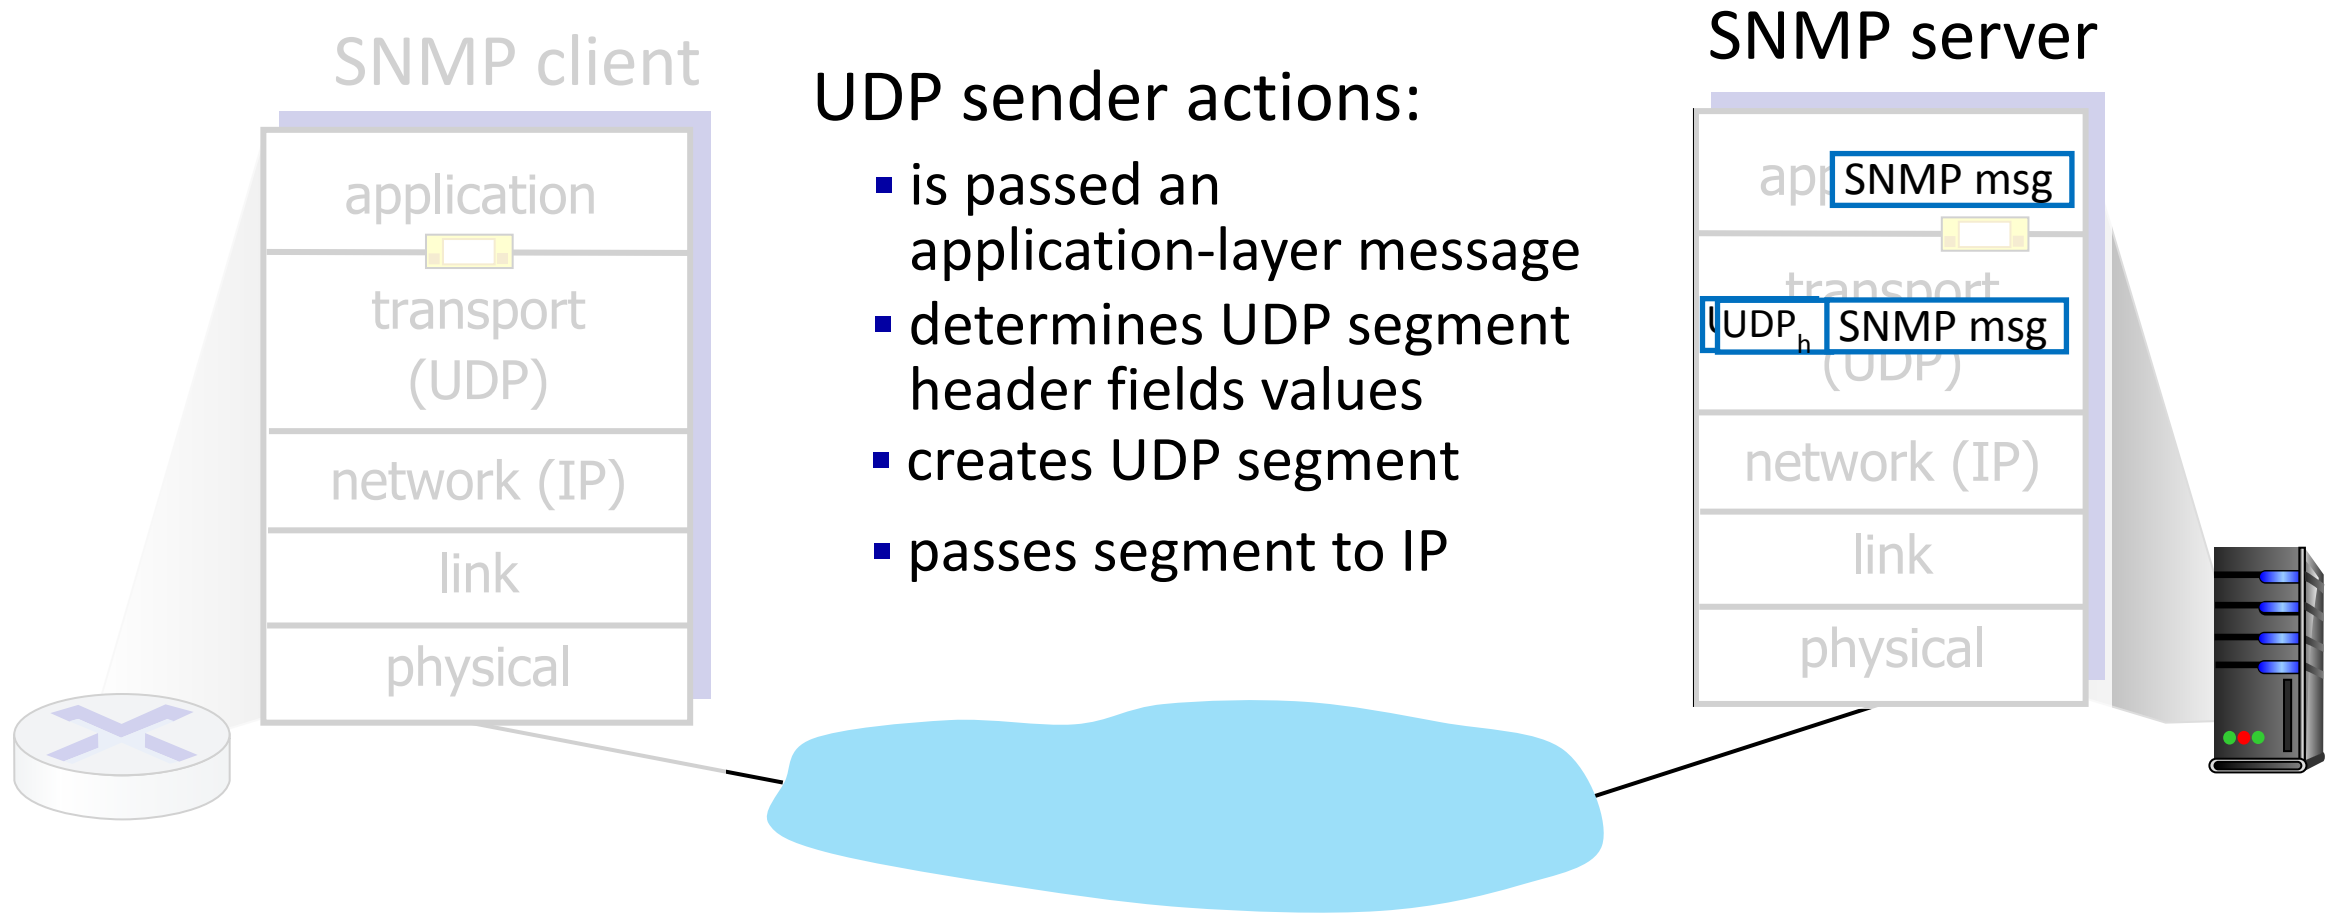 SNMP client
application
transport
(UDP)
network (IP)
link
physical
UDP sender actions:
is passed an
application-layer message
determines UDP segment
header fields values
creates UDP segment
passes segment to IP
SNMP server
SNMP msg
transport
UDPh SNMP msg
(UDP)
network (IP)
link
physical